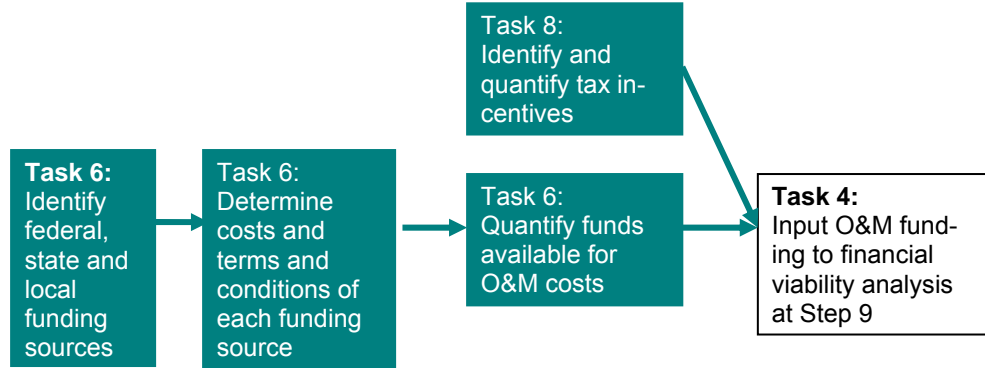 Task 8:
Identify and
quantify tax in-
centives
Task 6:
Identify
federal,
state and
local
funding
sources
Task 6:
Determine
costs and
terms and
conditions of
each funding
source
Task 6:
Quantify funds
available for
O&M costs
Task 4:
Input O&M fund-
ing to financial
viability analysis
at Step 9